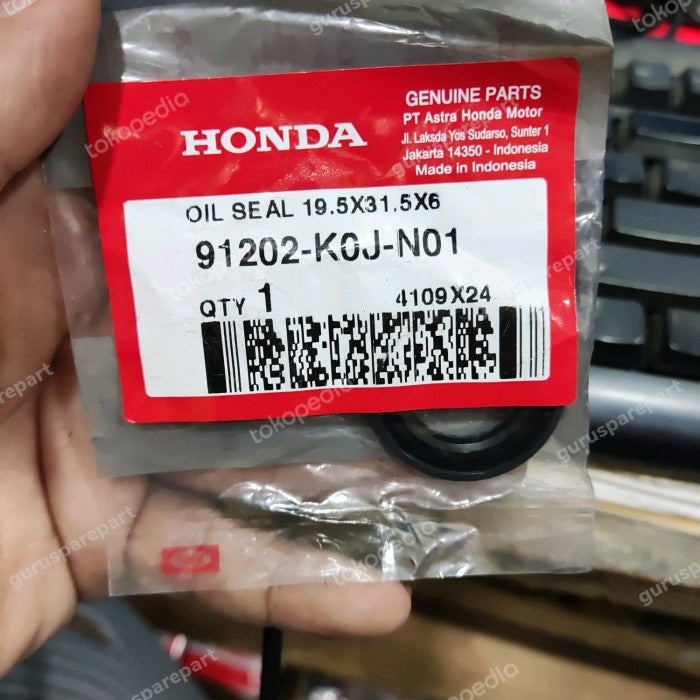 HONDA
GENUINE PARTS
PT Astra Honda Motor
Jl. Laksda Yos Sudarso, Sunter 1
Jakarta 14350 - Indonesia
Made in Indonesia
OIL SEAL 19.5X31.5X6
91202-K0J-N01
QTY 1
4109X24
tokopedia
gurusparepart